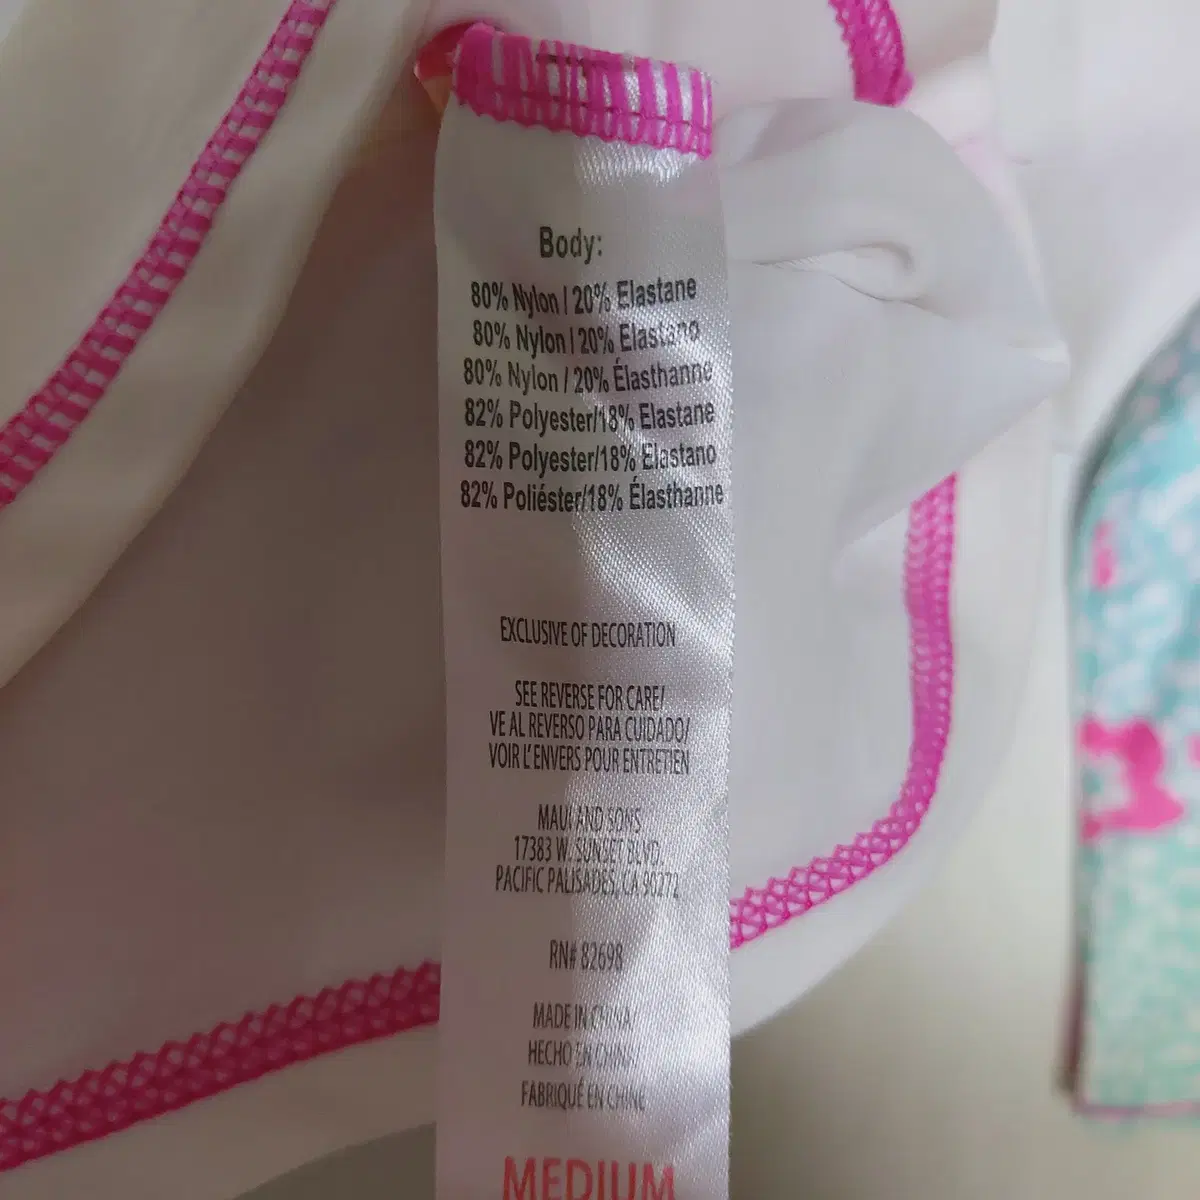 Body:
80% Nylon | 20% Elastane
80% Nylon | 20% Elastano
80% Nylon / 20% Élasthanne
82% Polyester/18% Elastane
82% Polyester/18% Elastano
82% Poliéster/18% Élasthanne
EXCLUSIVE OF DECORATION
SEE REVERSE FOR CARE/
VE AL REVERSO PARA CUIDADO/
VOIR L'ENVERS POUR ENTRETIEN
MAUI AND SONS
17383 W. SUNSET BLVD.
PACIFIC PALISADES, CA 90272
RN# 82698
MADE IN CHINA/
HECHO EN CHINA/
FABRIQUÉ EN CHINE
MEDIUM